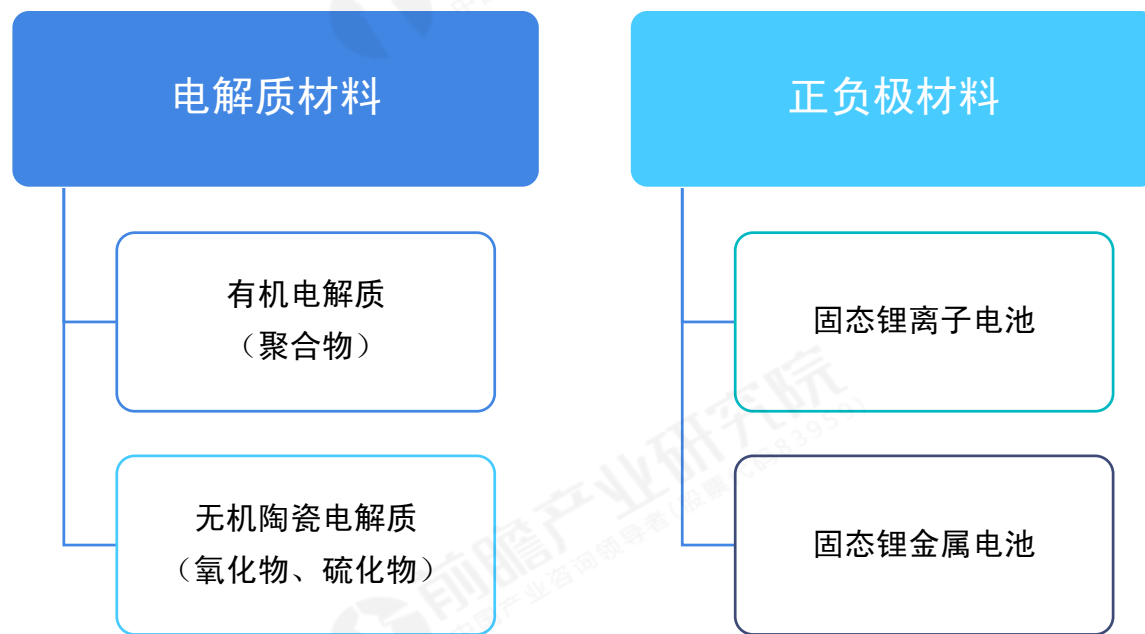 电解质材料
有机电解质
（聚合物）
无机陶瓷电解质
（氧化物、硫化物）
正负极材料
固态锂离子电池
固态锂金属电池
前瞻产业研究院